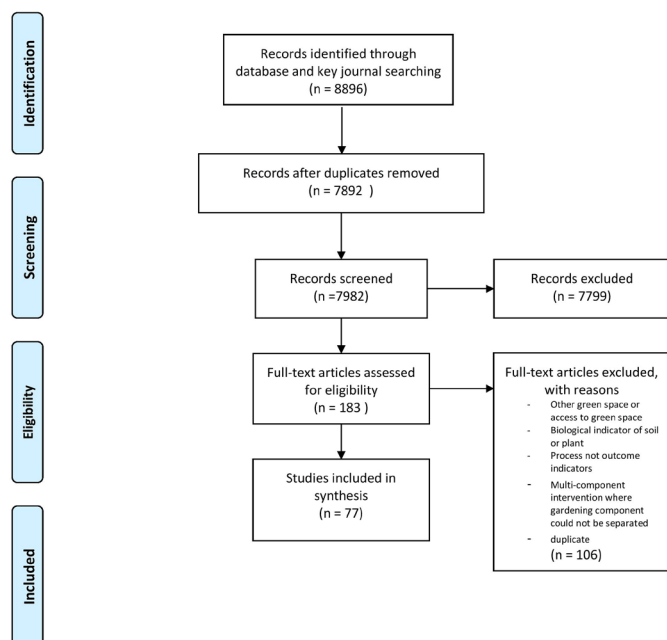 Identification
Records identified through
database and key journal searching
(n = 8896)
Records after duplicates removed
(n = 7892  )
Screening
Records screened
(n =7982)
Records excluded
(n = 7799)
Eligibility
Full-text articles assessed
for eligibility
(n = 183  )
Full-text articles excluded,
with reasons
- Other green space or
access to green space
- Biological indicator of soil
or plant
- Process not outcome
indicators
- Multi-component
intervention where
gardening component
could not be separated
- duplicate
(n = 106)
Studies included in
synthesis
(n = 77)
Included